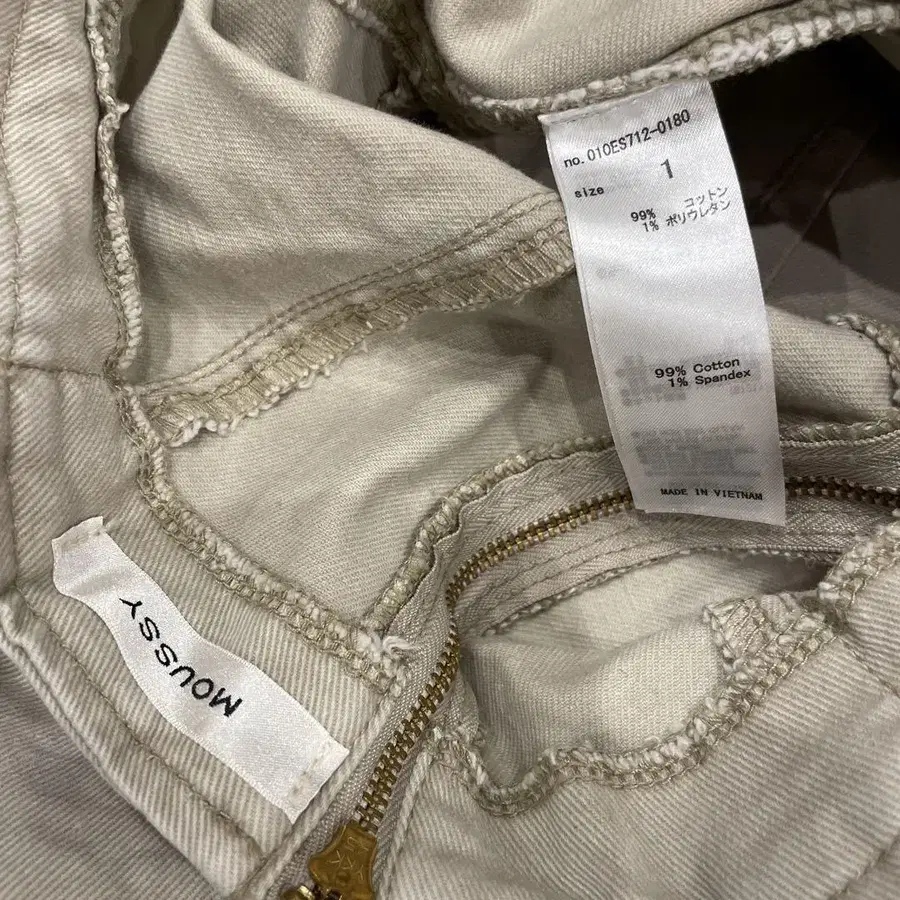 no. 010ES712-0180
size 1
99% コットン
1% ポリウレタン
99% Cotton
1% Spandex
MADE IN VIETNAM
MOUSSY